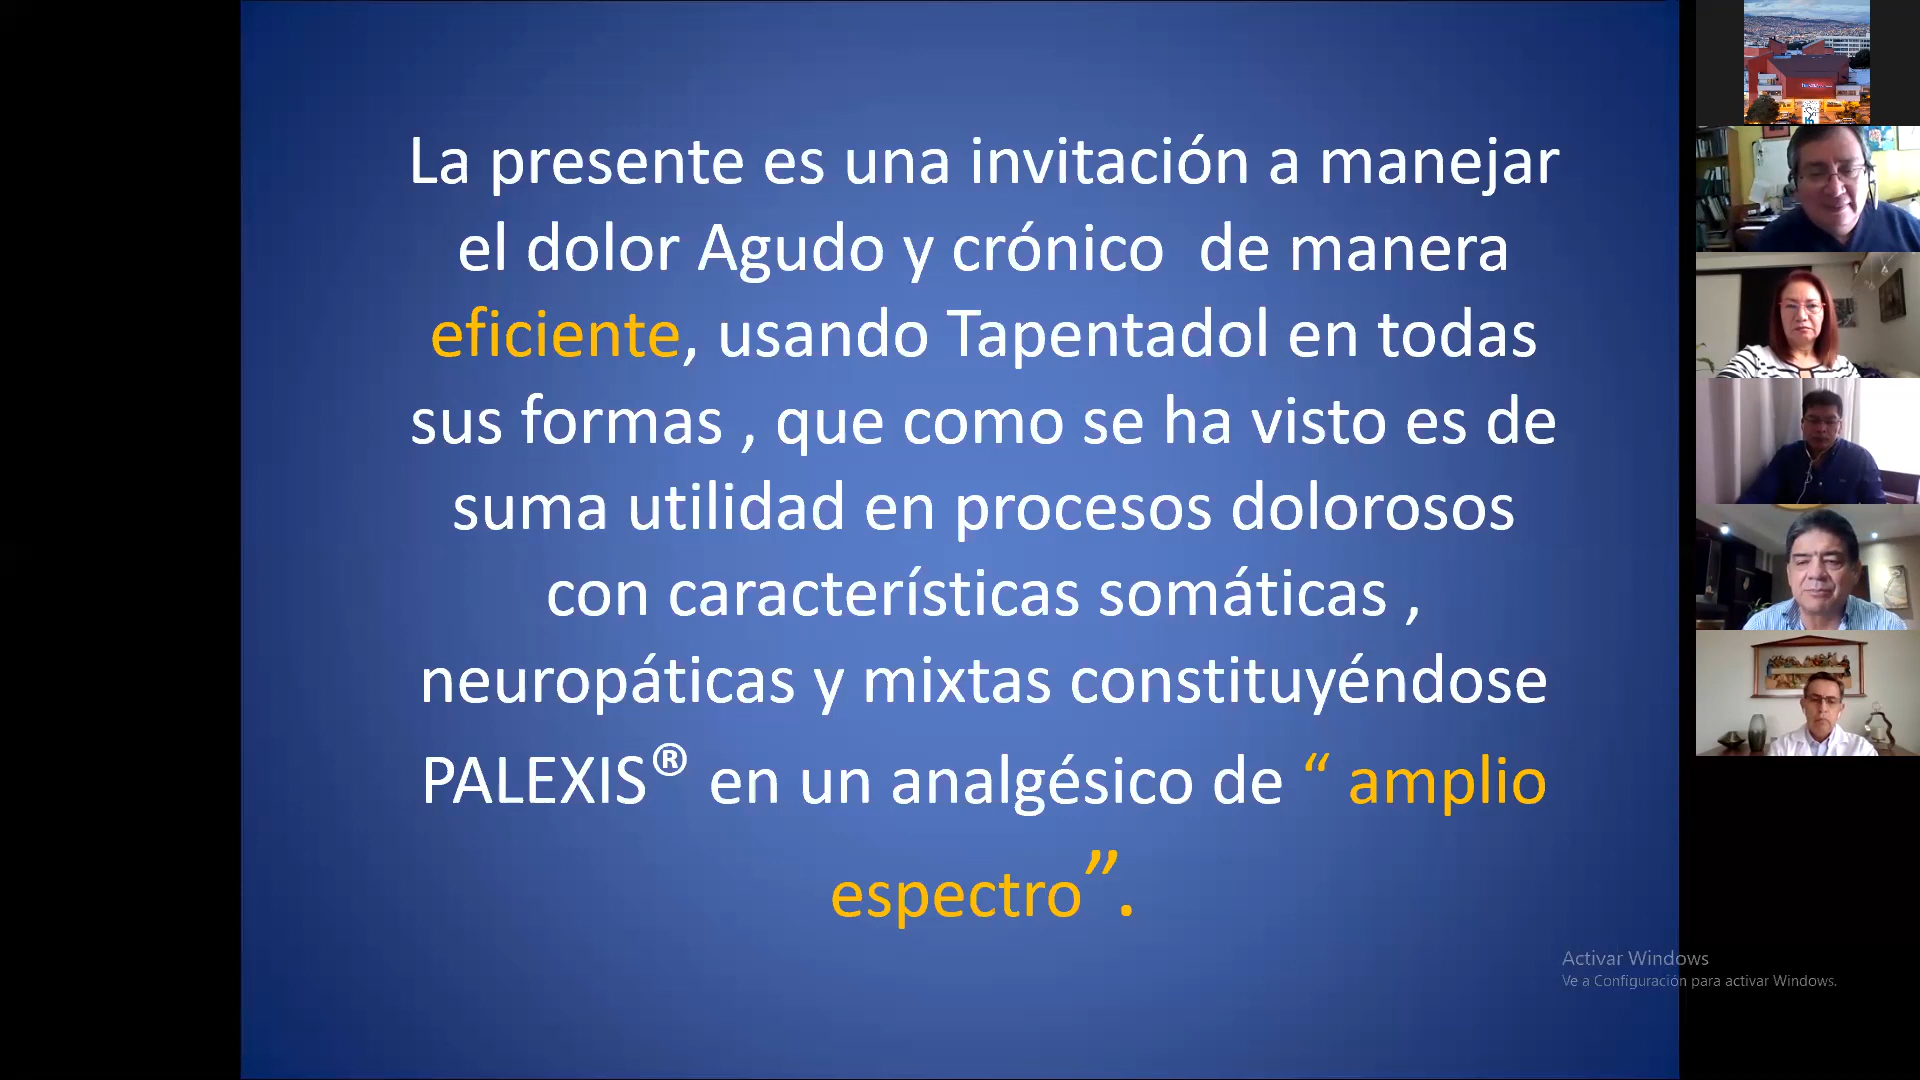 La presente es una invitación a manejar
el dolor Agudo y crónico  de manera
eficiente, usando Tapentadol en todas
sus formas , que como se ha visto es de
suma utilidad en procesos dolorosos
con características somáticas ,
neuropáticas y mixtas constituyéndose
PALEXIS® en un analgésico de “ amplio
espectro”.
Activar Windows
Ve a Configuración para activar Windows.